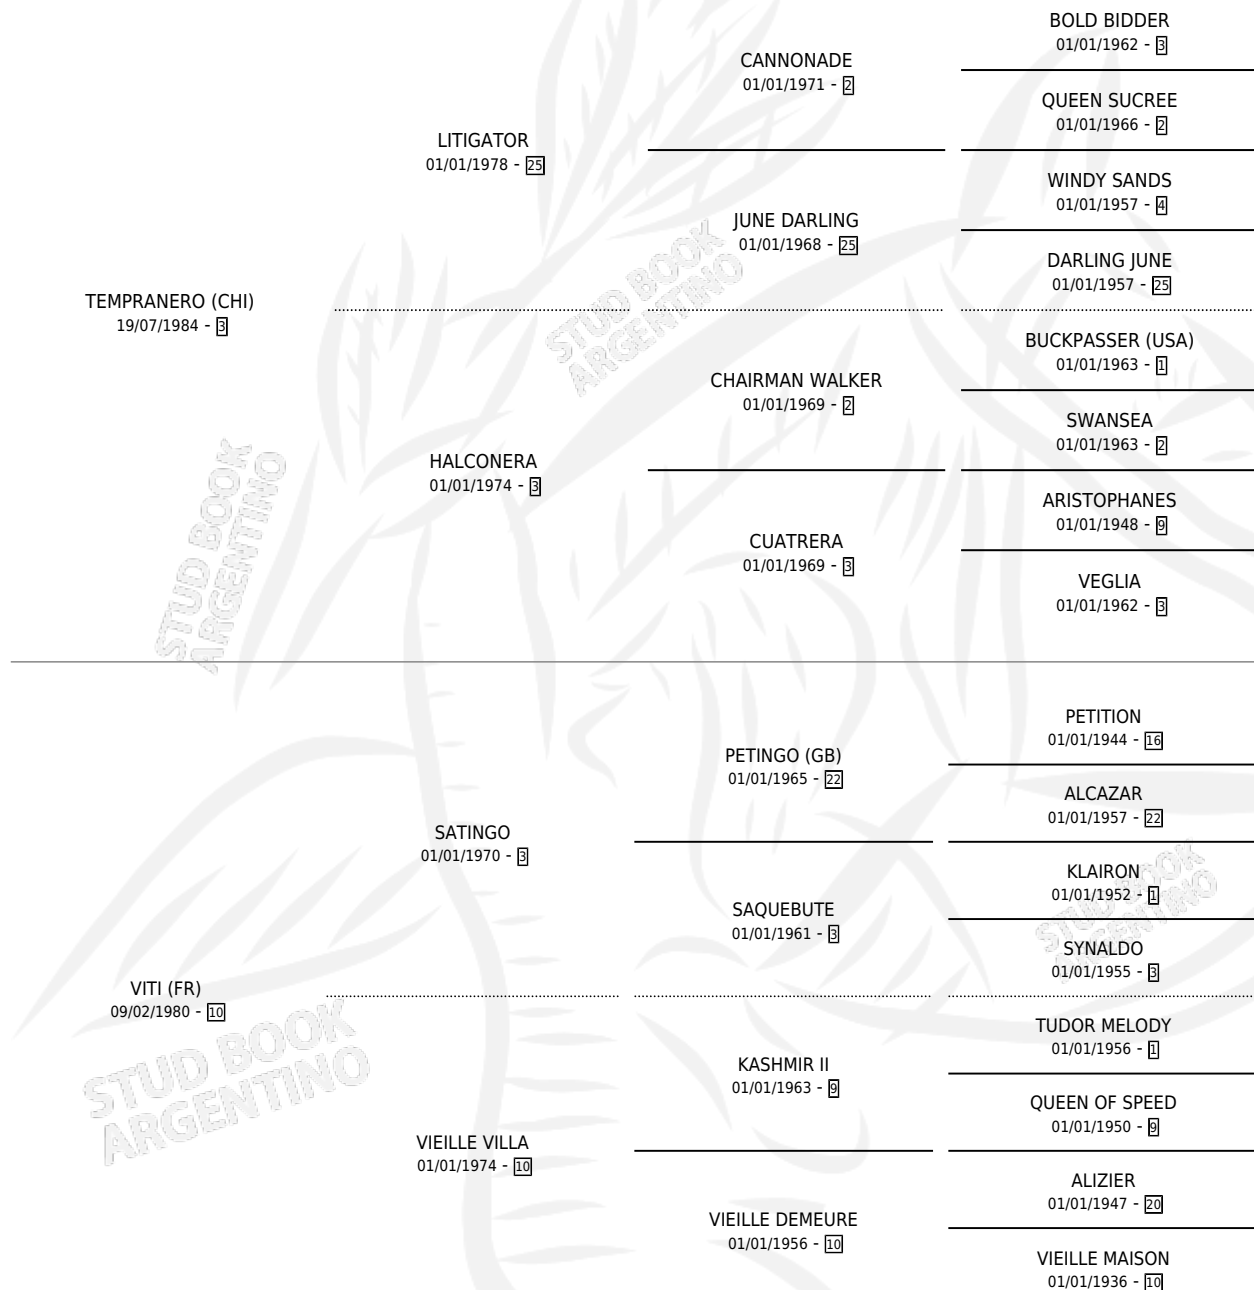 BOLD BIDDER
01/01/1962 - 3
CANNONADE
01/01/1971 - 2
QUEEN SUCREE
01/01/1966 - 2
LITIGATOR
01/01/1978 - 25
WINDY SANDS
01/01/1957 - 4
JUNE DARLING
01/01/1968 - 25
DARLING JUNE
01/01/1957 - 25
TEMPRANERO (CHI)
19/07/1984 - 3
STUD BOOK
ARGENTINO
BUCKPASSER (USA)
01/01/1963 - 1
CHAIRMAN WALKER
01/01/1969 - 2
SWANSEA
01/01/1963 - 2
HALCONERA
01/01/1974 - 3
ARISTOPHANES
01/01/1948 - 9
CUATRERA
01/01/1969 - 3
VEGLIA
01/01/1962 - 3
STUD BOOK
ARGENTINO
PETITION
01/01/1944 - 16
PETINGO (GB)
01/01/1965 - 22
ALCAZAR
01/01/1957 - 22
SATINGO
01/01/1970 - 3
KLAIRON
01/01/1952 - 1
SAQUEBUTE
01/01/1961 - 3
SYNALDO
01/01/1955 - 3
STUD BOOK
ARGENTINO
VITI (FR)
09/02/1980 - 10
TUDOR MELODY
01/01/1956 - 1
KASHMIR II
01/01/1963 - 9
QUEEN OF SPEED
01/01/1950 - 9
STUD BOOK
ARGENTINO
VIEILLE VILLA
01/01/1974 - 10
ALIZIER
01/01/1947 - 20
VIEILLE DEMEURE
01/01/1956 - 10
VIEILLE MAISON
01/01/1936 - 10